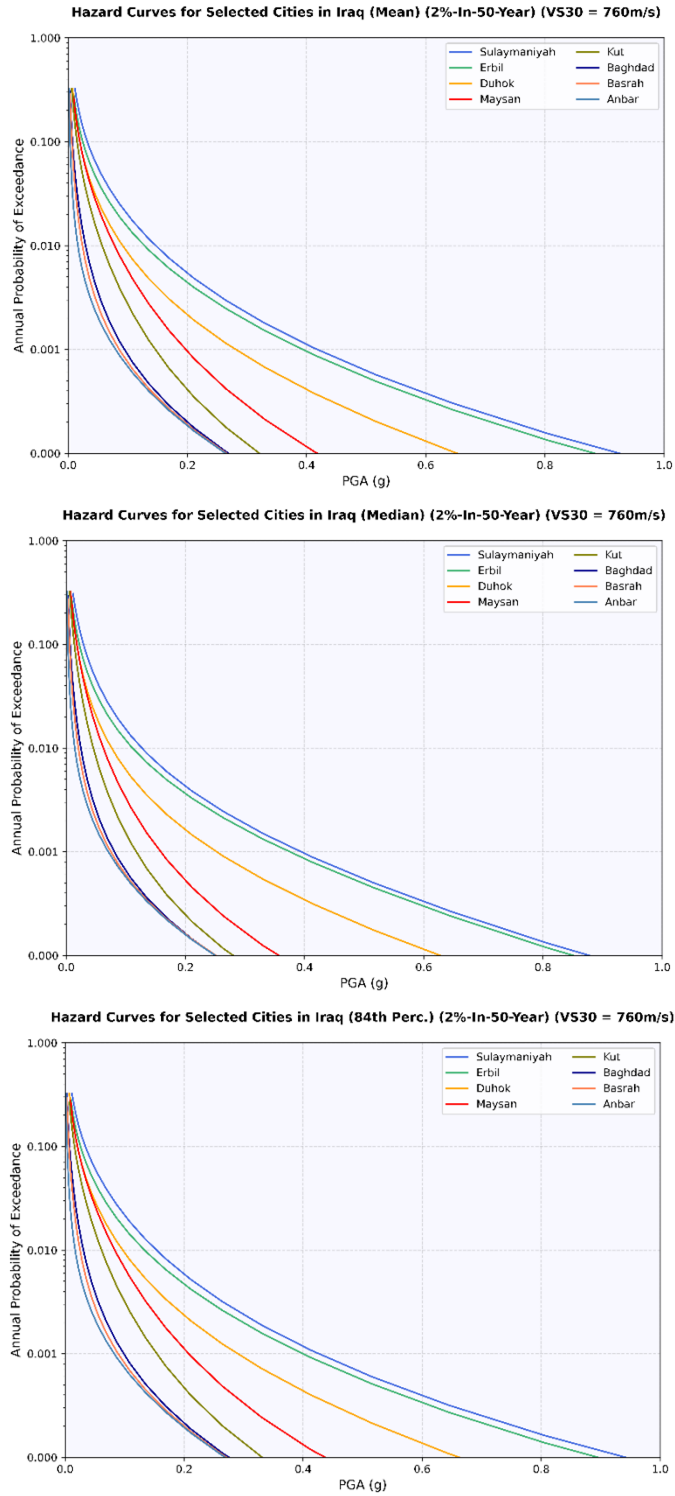 Hazard Curves for Selected Cities in Iraq (Mean) (2%-In-50-Year) (VS30 = 760m/s)
Sulaymaniyah
Erbil
Duhok
Maysan
Kut
Baghdad
Basrah
Anbar
Annual Probability of Exceedance
1.000
0.100
0.010
0.001
0.000
0.0 0.2 0.4 0.6 0.8 1.0
PGA (g)
Hazard Curves for Selected Cities in Iraq (Median) (2%-In-50-Year) (VS30 = 760m/s)
Sulaymaniyah
Erbil
Duhok
Maysan
Kut
Baghdad
Basrah
Anbar
Annual Probability of Exceedance
1.000
0.100
0.010
0.001
0.000
0.0 0.2 0.4 0.6 0.8 1.0
PGA (g)
Hazard Curves for Selected Cities in Iraq (84th Perc.) (2%-In-50-Year) (VS30 = 760m/s)
Sulaymaniyah
Erbil
Duhok
Maysan
Kut
Baghdad
Basrah
Anbar
Annual Probability of Exceedance
1.000
0.100
0.010
0.001
0.000
0.0 0.2 0.4 0.6 0.8 1.0
PGA (g)